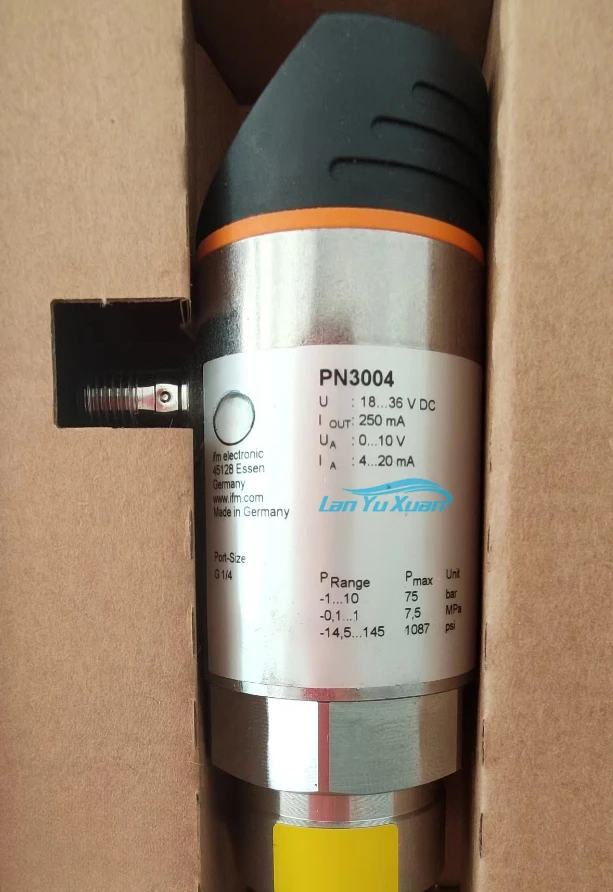 PN3004
U : 18...36 V DC
I OUT: 250 mA
UA : 0...10 V
I A : 4...20 mA
ifm electronic
45128 Essen
Germany
www.ifm.com
Made in Germany
Lan Yu Xuan
Port-Size
G 1/4
P Range Pmax Unit
-1...10 75 bar
-0,1...1 7,5 MPa
-14,5...145 1087 psi